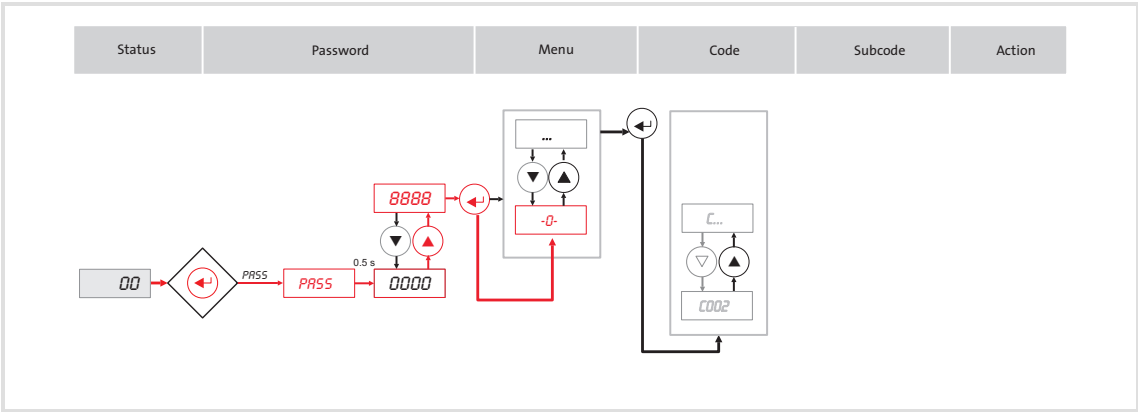 Status Password Menu Code Subcode Action
...
8888
-0-
C...
0.5 s
00
PASS
PASS
0000
C002